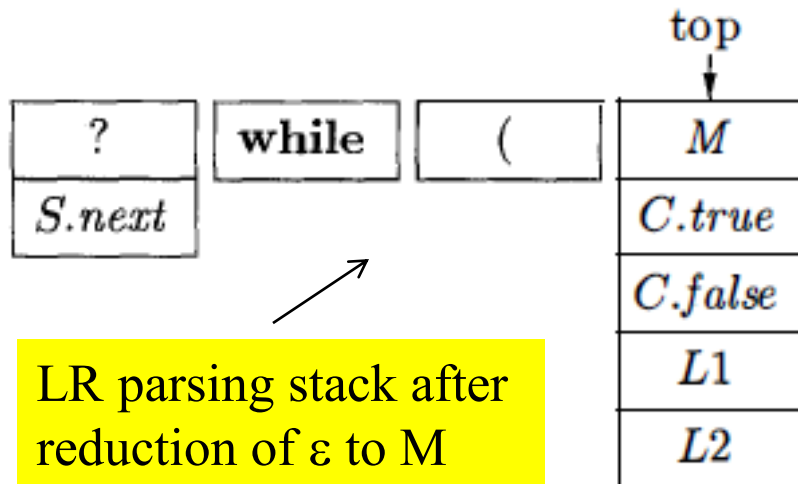 top
? while ( M
S.next C.true
C.false
L1
L2
LR parsing stack after
reduction of ε to M